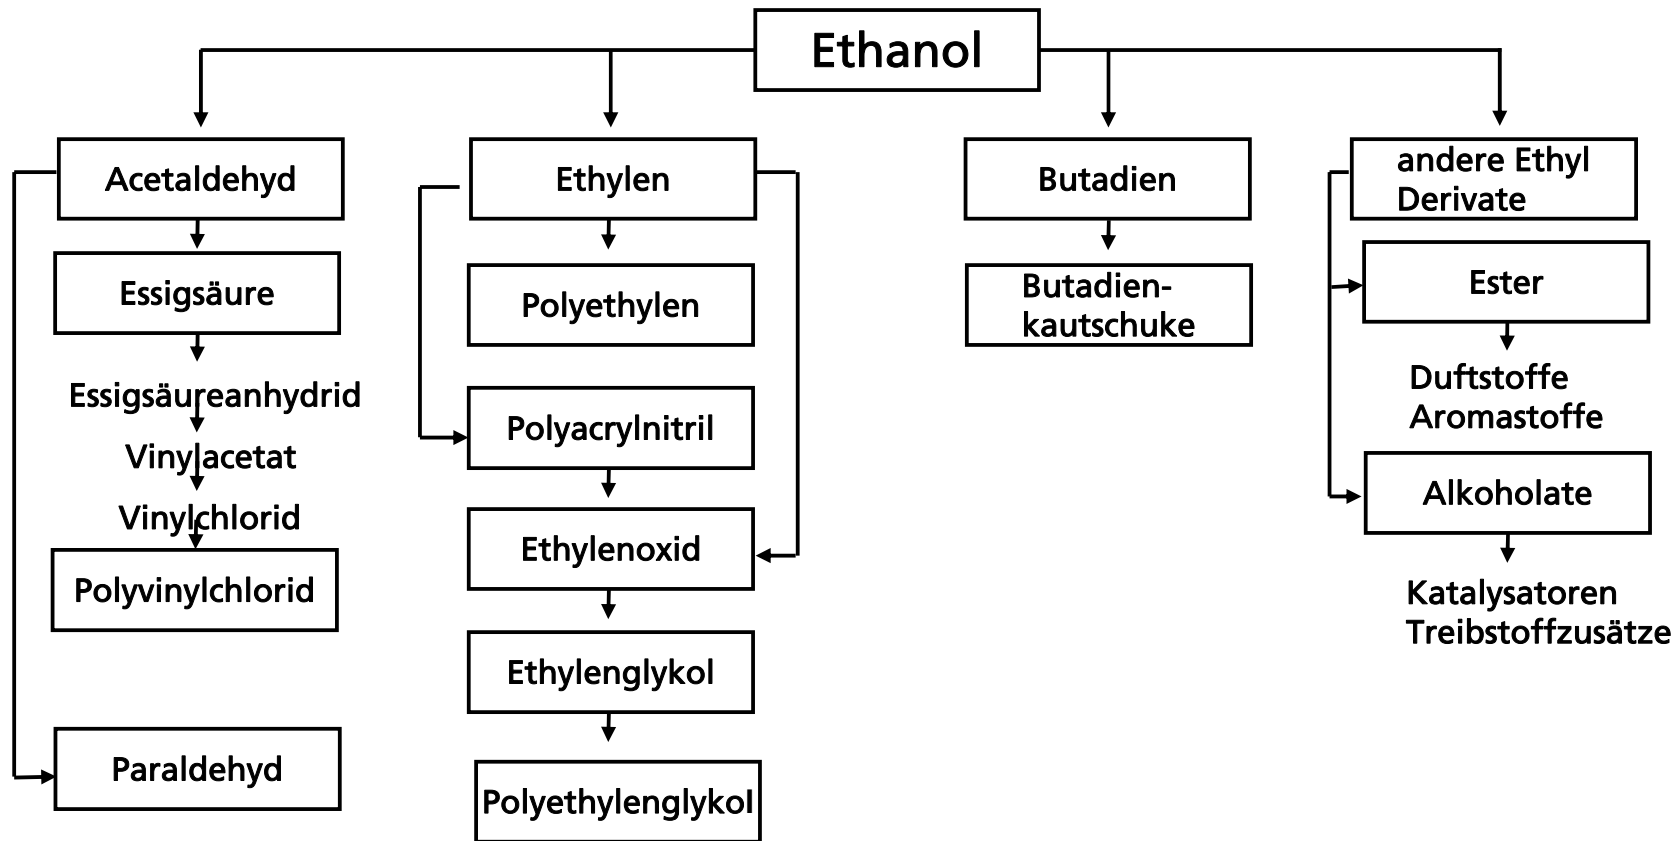 Ethanol
Acetaldehyd
Essigsäure
Essigsäureanhydrid
Vinylacetat
Vinylchlorid
Polyvinylchlorid
Paraldehyd
Ethylen
Polyethylen
Polyacrylnitril
Ethylenoxid
Ethylenglykol
Polyethylenglykol
Butadien
Butadien-
kautschuke
andere Ethyl
Derivate
Ester
Duftstoffe
Aromastoffe
Alkoholate
Katalysatoren
Treibstoffzusätze